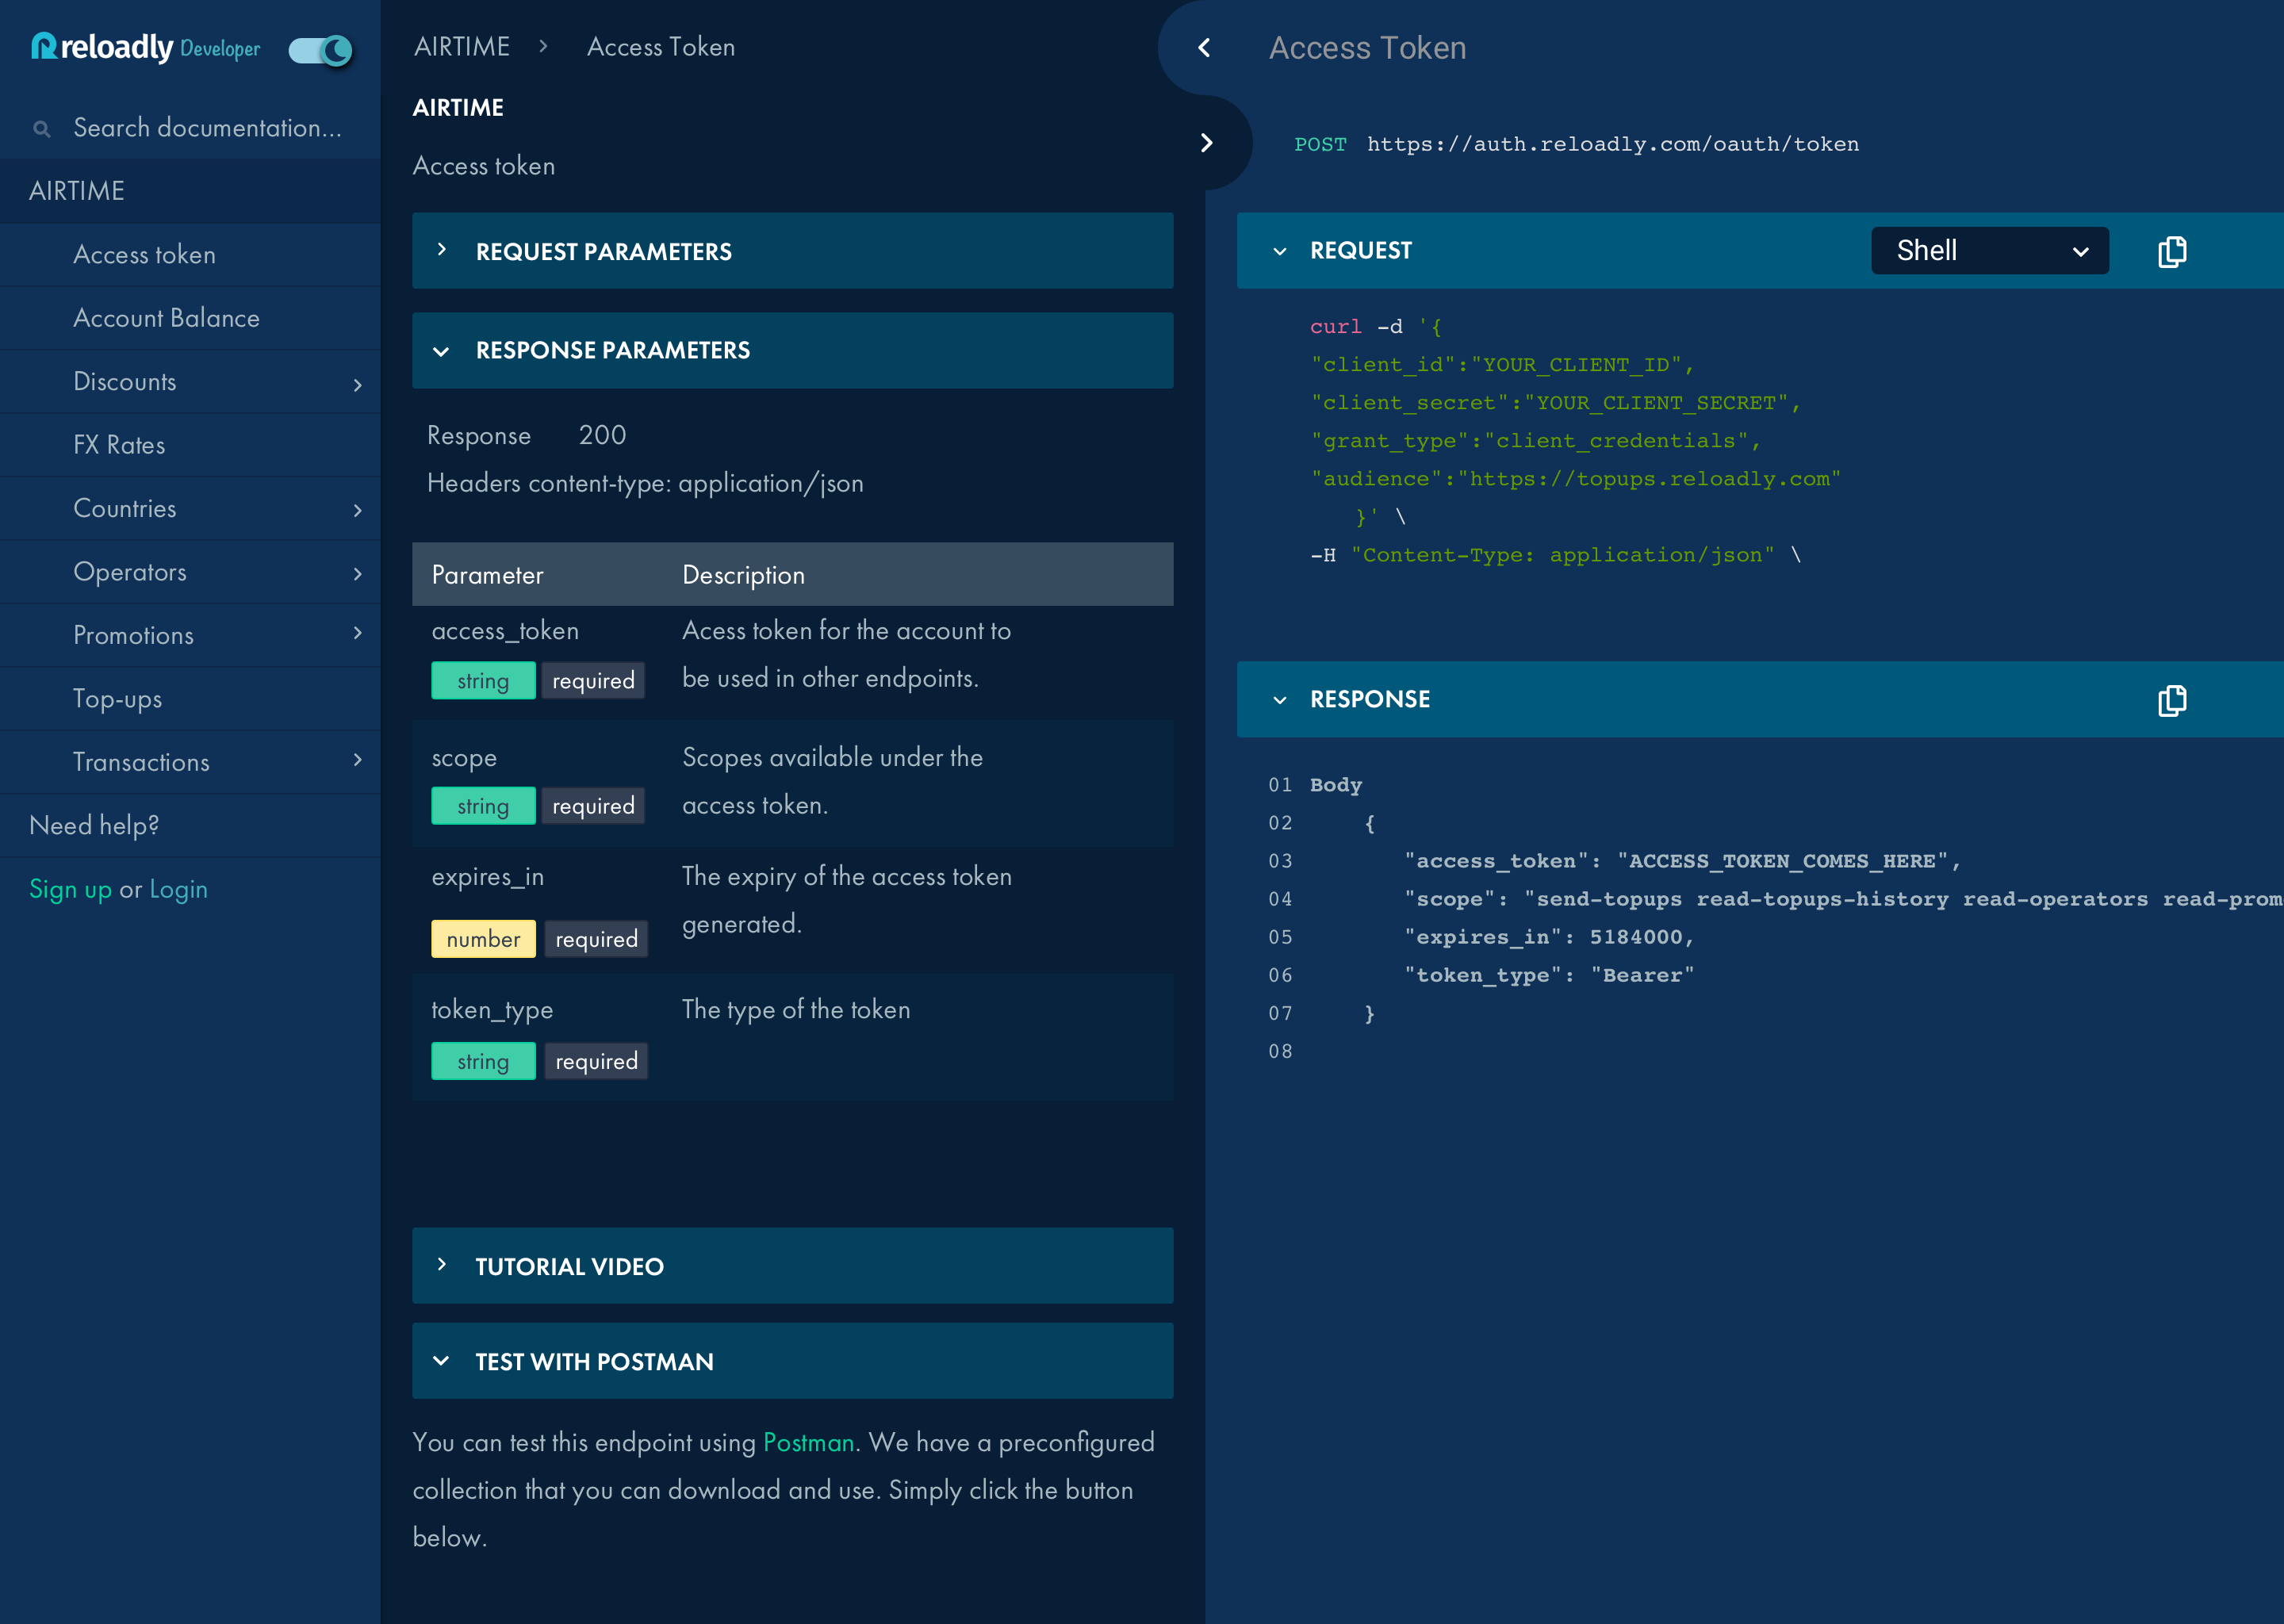 reloadly Developer
Search documentation...
AIRTIME
Access token
Account Balance
Discounts
FX Rates
Countries
Operators
Promotions
Top-ups
Transactions
Need help?
Sign up or Login
AIRTIME > Access Token
AIRTIME
Access token
REQUEST PARAMETERS
RESPONSE PARAMETERS
Response 200
Headers content-type: application/json
Parameter Description
access_token Acess token for the account to
string required be used in other endpoints.
scope Scopes available under the
string required access token.
expires_in The expiry of the access token
number required generated.
token_type The type of the token
string required
TUTORIAL VIDEO
TEST WITH POSTMAN
You can test this endpoint using Postman. We have a preconfigured
collection that you can download and use. Simply click the button
below.
Access Token
POST https://auth.reloadly.com/oauth/token
REQUEST Shell
curl -d '{
"client_id":"YOUR_CLIENT_ID",
"client_secret":"YOUR_CLIENT_SECRET",
"grant_type":"client_credentials",
"audience":"https://topups.reloadly.com"
}' \
-H "Content-Type: application/json" \
RESPONSE
01 Body
02 {
03 "access_token": "ACCESS_TOKEN_COMES_HERE",
04 "scope": "send-topups read-topups-history read-operators read-prom
05 "expires_in": 5184000,
06 "token_type": "Bearer"
07 }
08